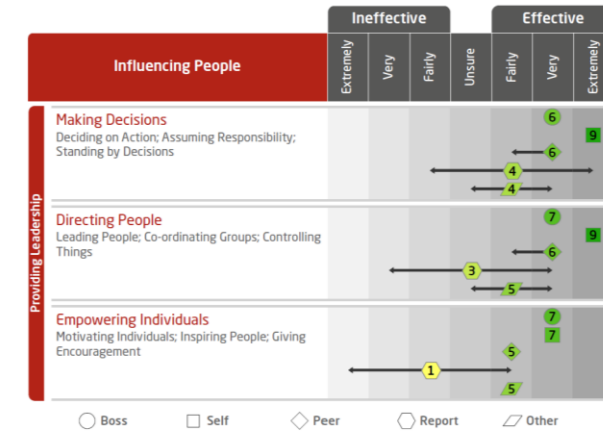 Ineffective Effective
Influencing People Extremely Very Fairly Unsure Fairly Very Extremely
Providing Leadership
Making Decisions
Deciding on Action; Assuming Responsibility;
Standing by Decisions
6
9
6
4
4
Directing People
Leading People; Co-ordinating Groups; Controlling
Things
7
9
6
3
5
Empowering Individuals
Motivating Individuals; Inspiring People; Giving
Encouragement
7
7
5
1
5
Boss Self Peer Report Other